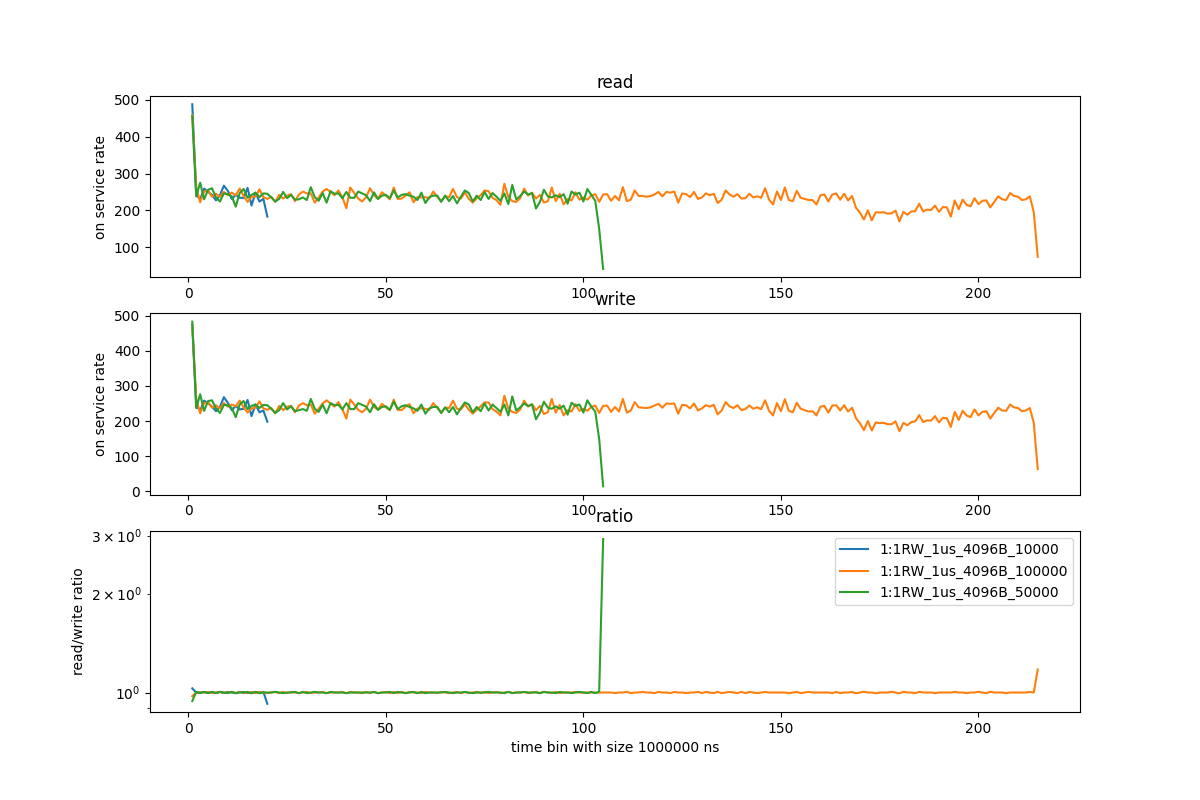 read
on service rate
500
400
300
200
100
0 50 100 150 200
write
on service rate
500
400
300
200
100
0
0 50 100 150 200
ratio
read/write ratio
3 × 10⁰
2 × 10⁰
10⁰
1:1RW_1us_4096B_10000
1:1RW_1us_4096B_100000
1:1RW_1us_4096B_50000
0 50 100 150 200
time bin with size 1000000 ns